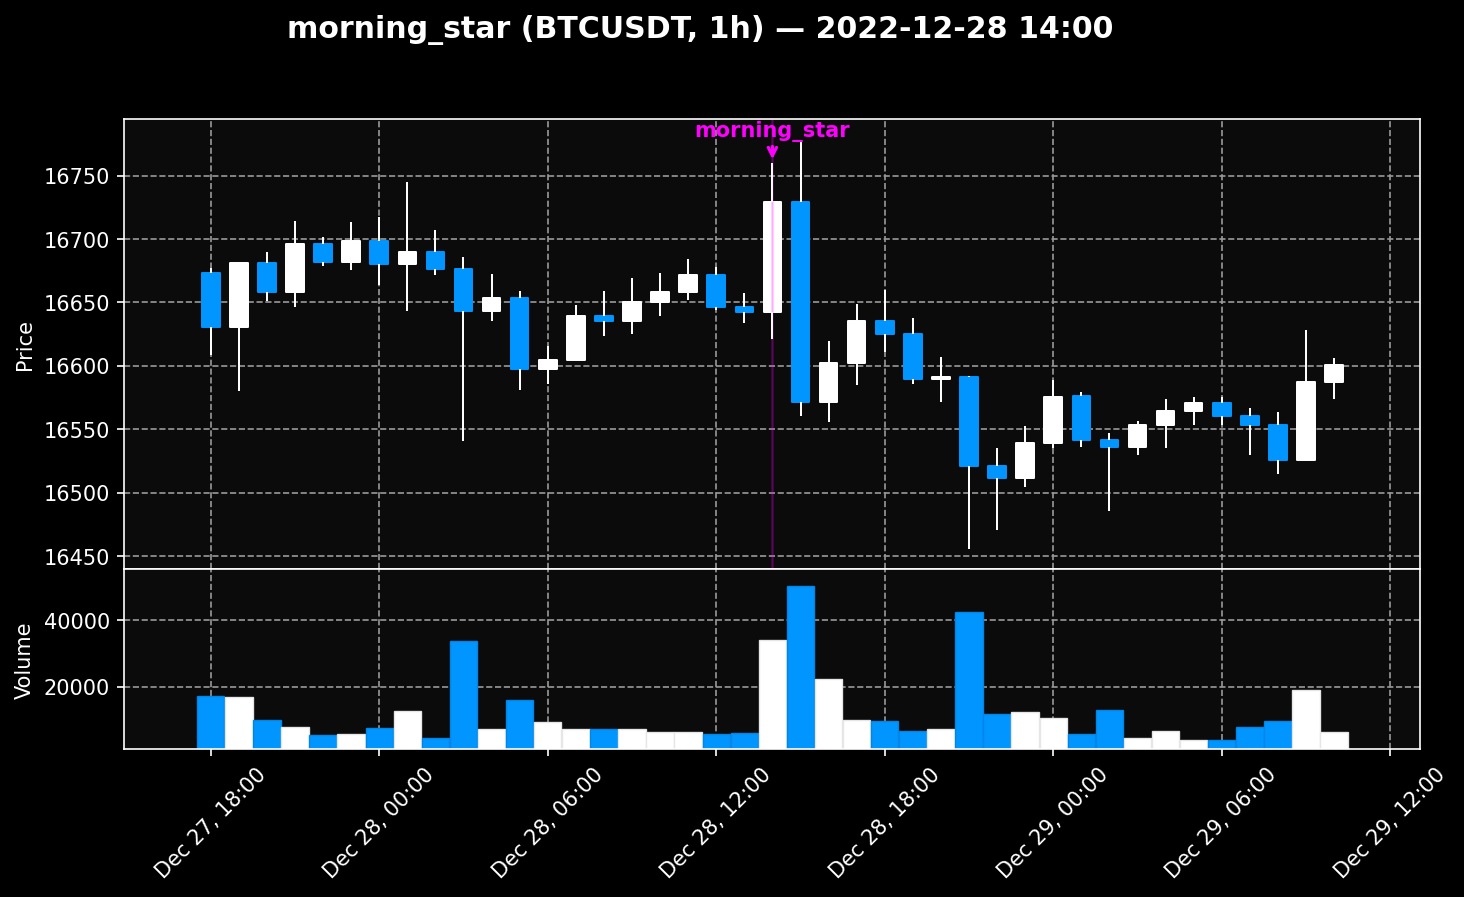 morning_star (BTCUSDT, 1h) — 2022-12-28 14:00
morning_star
Price
16750
16700
16650
16600
16550
16500
16450
Volume
40000
20000
Dec 27, 18:00
Dec 28, 00:00
Dec 28, 06:00
Dec 28, 12:00
Dec 28, 18:00
Dec 29, 00:00
Dec 29, 06:00
Dec 29, 12:00